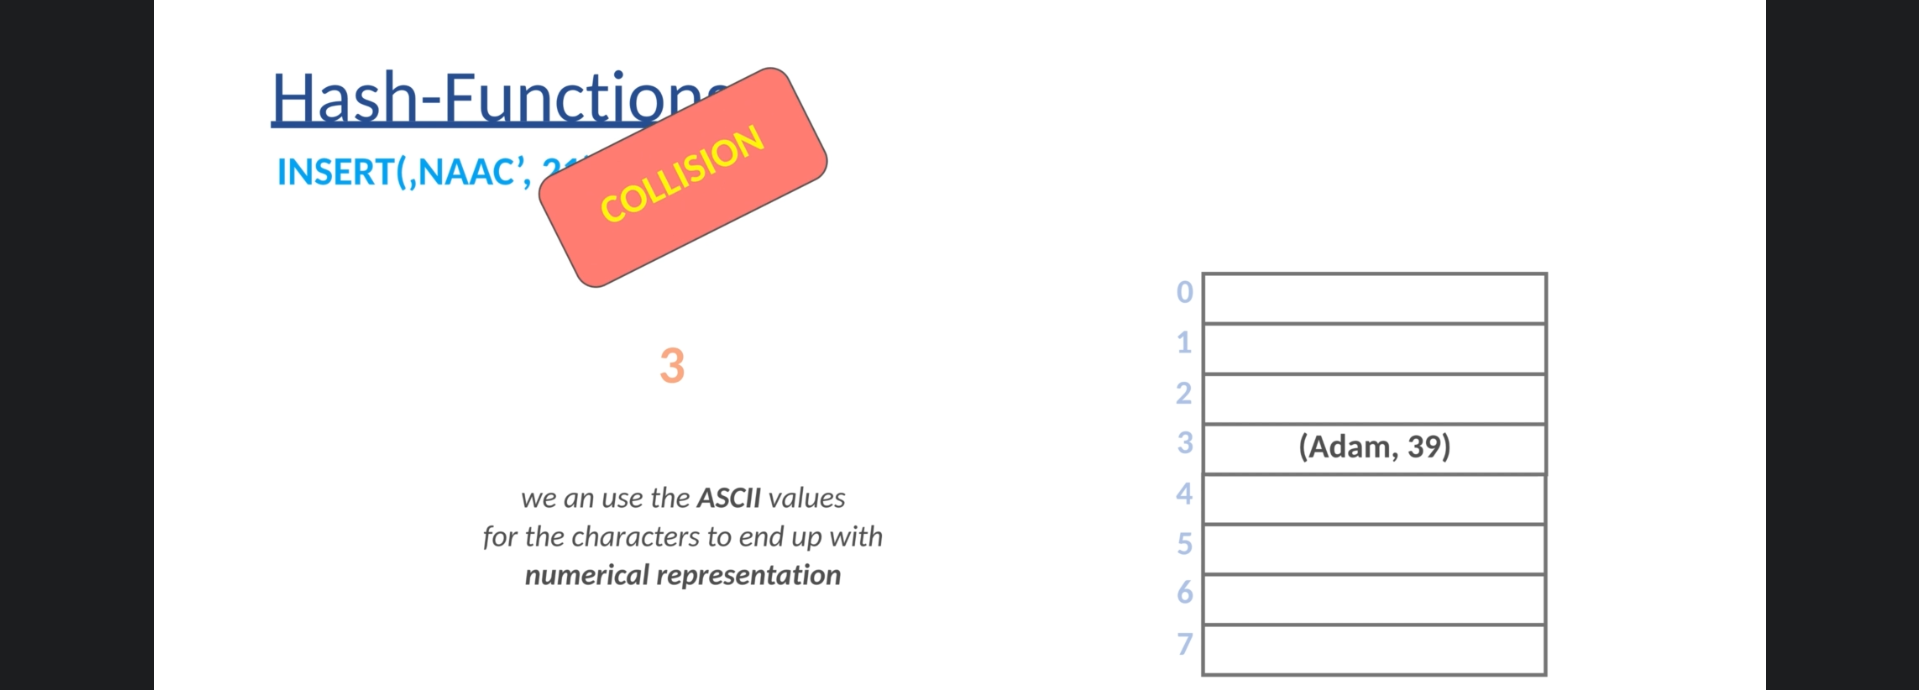 Hash-Functions
INSERT(‚NAAC’,
COLLISION
3
we an use the ASCII values
for the characters to end up with
numerical representation
0
1
2
3 (Adam, 39)
4
5
6
7